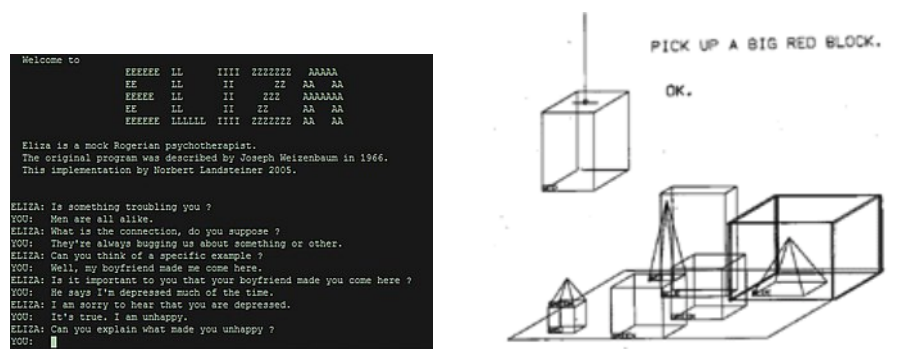 Welcome to
EEEEEE LL IIII ZZZZZZZ AAAAA
EE LL II ZZ AA AA
EEEEE LL II ZZZ AAAAAAA
EE LL II ZZ AA AA
EEEEEE LLLLLL IIII ZZZZZZZ AA AA
Eliza is a mock Rogerian psychotherapist.
The original program was described by Joseph Weizenbaum in 1966.
This implementation by Norbert Landsteiner 2005.
ELIZA: Is something troubling you ?
YOU: Men are all alike.
ELIZA: What is the connection, do you suppose ?
YOU: They're always bugging us about something or other.
ELIZA: Can you think of a specific example ?
YOU: Well, my boyfriend made me come here.
ELIZA: Is it important to you that your boyfriend made you come here ?
YOU: He says I'm depressed much of the time.
ELIZA: I am sorry to hear that you are depressed.
YOU: It's true. I am unhappy.
ELIZA: Can you explain what made you unhappy ?
YOU:
PICK UP A BIG RED BLOCK.
OK.